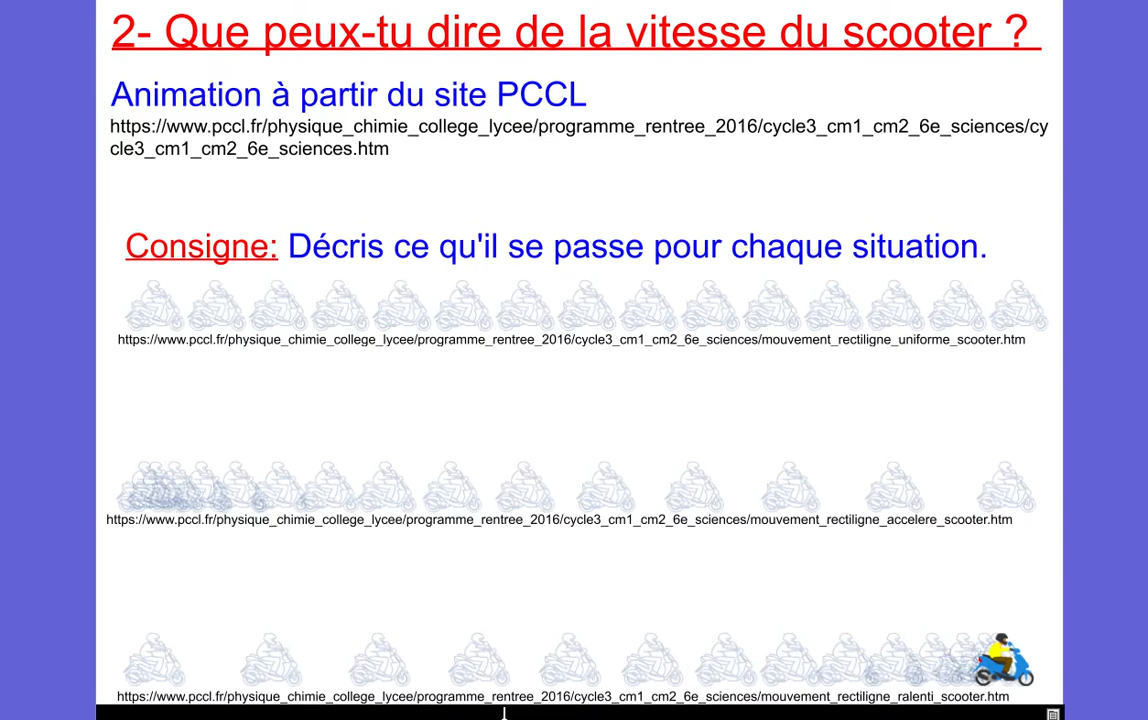 2- Que peux-tu dire de la vitesse du scooter ?
Animation à partir du site PCCL
https://www.pccl.fr/physique_chimie_college_lycee/programme_rentree_2016/cycle3_cm1_cm2_6e_sciences/cy
cle3_cm1_cm2_6e_sciences.htm
Consigne: Décris ce qu'il se passe pour chaque situation.
https://www.pccl.fr/physique_chimie_college_lycee/programme_rentree_2016/cycle3_cm1_cm2_6e_sciences/mouvement_rectiligne_uniforme_scooter.htm
https://www.pccl.fr/physique_chimie_college_lycee/programme_rentree_2016/cycle3_cm1_cm2_6e_sciences/mouvement_rectiligne_accelere_scooter.htm
https://www.pccl.fr/physique_chimie_college_lycee/programme_rentree_2016/cycle3_cm1_cm2_6e_sciences/mouvement_rectiligne_ralenti_scooter.htm